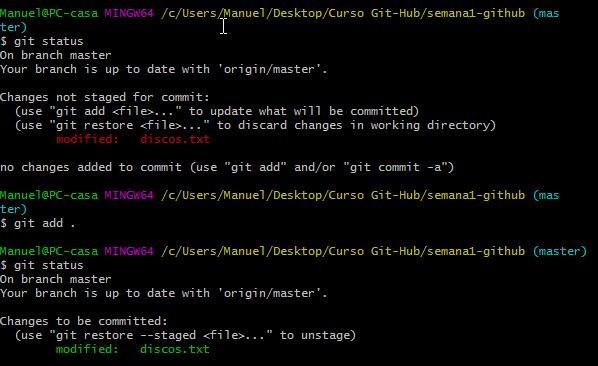 Manuel@PC-casa MINGW64 /c/Users/Manuel/Desktop/Curso Git-Hub/semana1-github (mas
ter)
$ git status
On branch master
Your branch is up to date with 'origin/master'.

Changes not staged for commit:
  (use "git add <file>..." to update what will be committed)
  (use "git restore <file>..." to discard changes in working directory)
        modified:   discos.txt

no changes added to commit (use "git add" and/or "git commit -a")

Manuel@PC-casa MINGW64 /c/Users/Manuel/Desktop/Curso Git-Hub/semana1-github (mas
ter)
$ git add .

Manuel@PC-casa MINGW64 /c/Users/Manuel/Desktop/Curso Git-Hub/semana1-github (master)
$ git status
On branch master
Your branch is up to date with 'origin/master'.

Changes to be committed:
  (use "git restore --staged <file>..." to unstage)
        modified:   discos.txt